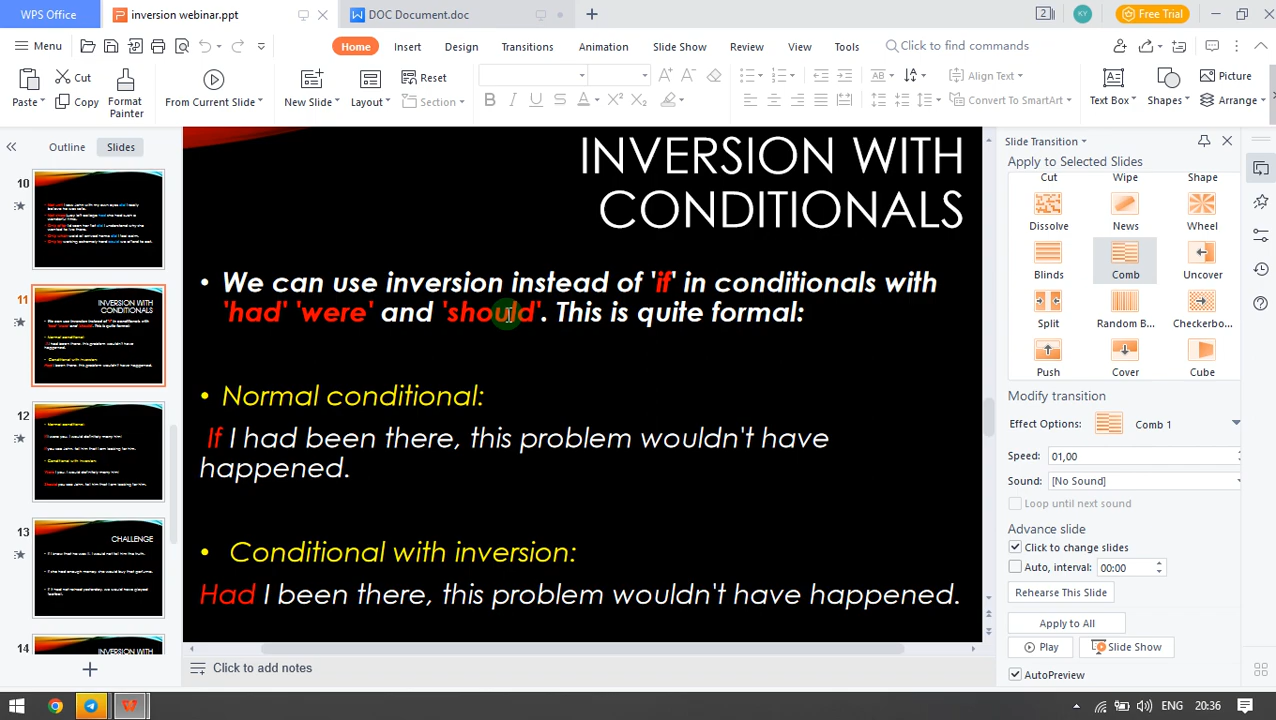 WPS Office
inversion webinar.ppt
DOC Document.doc
2
KY
Free Trial
Menu
Home
Insert
Design
Transitions
Animation
Slide Show
Review
View
Tools
Click to find commands
Paste
Cut
Format
Painter
From Current Slide
New Slide
Layout
Reset
Section
Align Text
Convert To SmartArt
Text Box
Shapes
Picture
Arrange
Outline
Slides
10
11
INVERSION WITH
CONDITIONALS
12
13
CHALLENGE
14
INVERSION WITH
INVERSION WITH
CONDITIONALS
• We can use inversion instead of 'if' in conditionals with
'had' 'were' and 'should'. This is quite formal:
• Normal conditional:
If I had been there, this problem wouldn't have
happened.
• Conditional with inversion:
Had I been there, this problem wouldn't have happened.
Click to add notes
Slide Transition
Apply to Selected Slides
Cut
Wipe
Shape
Dissolve
News
Wheel
Blinds
Comb
Uncover
Split
Random B...
Checkerbo...
Push
Cover
Cube
Modify transition
Effect Options:
Comb 1
Speed:
01,00
Sound:
[No Sound]
Loop until next sound
Advance slide
Click to change slides
Auto, interval:
00:00
Rehearse This Slide
Apply to All
Play
Slide Show
AutoPreview
ENG
20:36